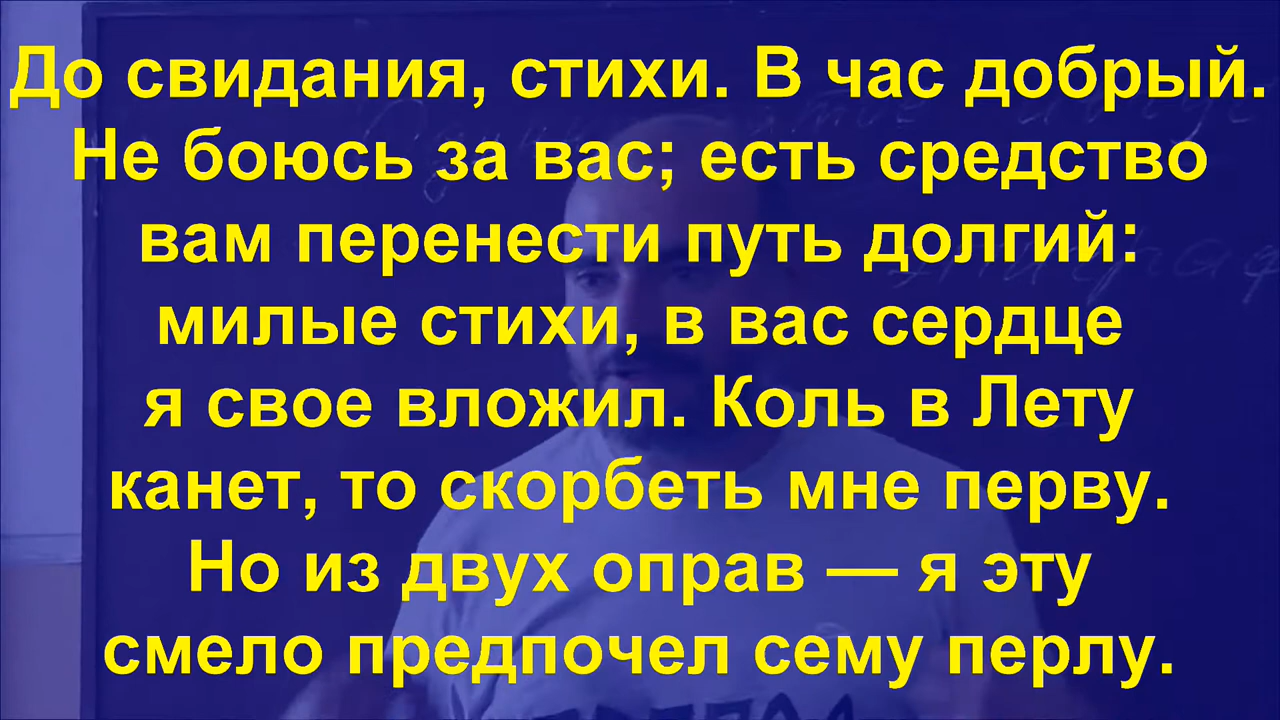 До свидания, стихи. В час добрый.
Не боюсь за вас; есть средство
вам перенести путь долгий:
милые стихи, в вас сердце
я свое вложил. Коль в Лету
канет, то скорбеть мне перву.
Но из двух оправ — я эту
смело предпочел сему перлу.